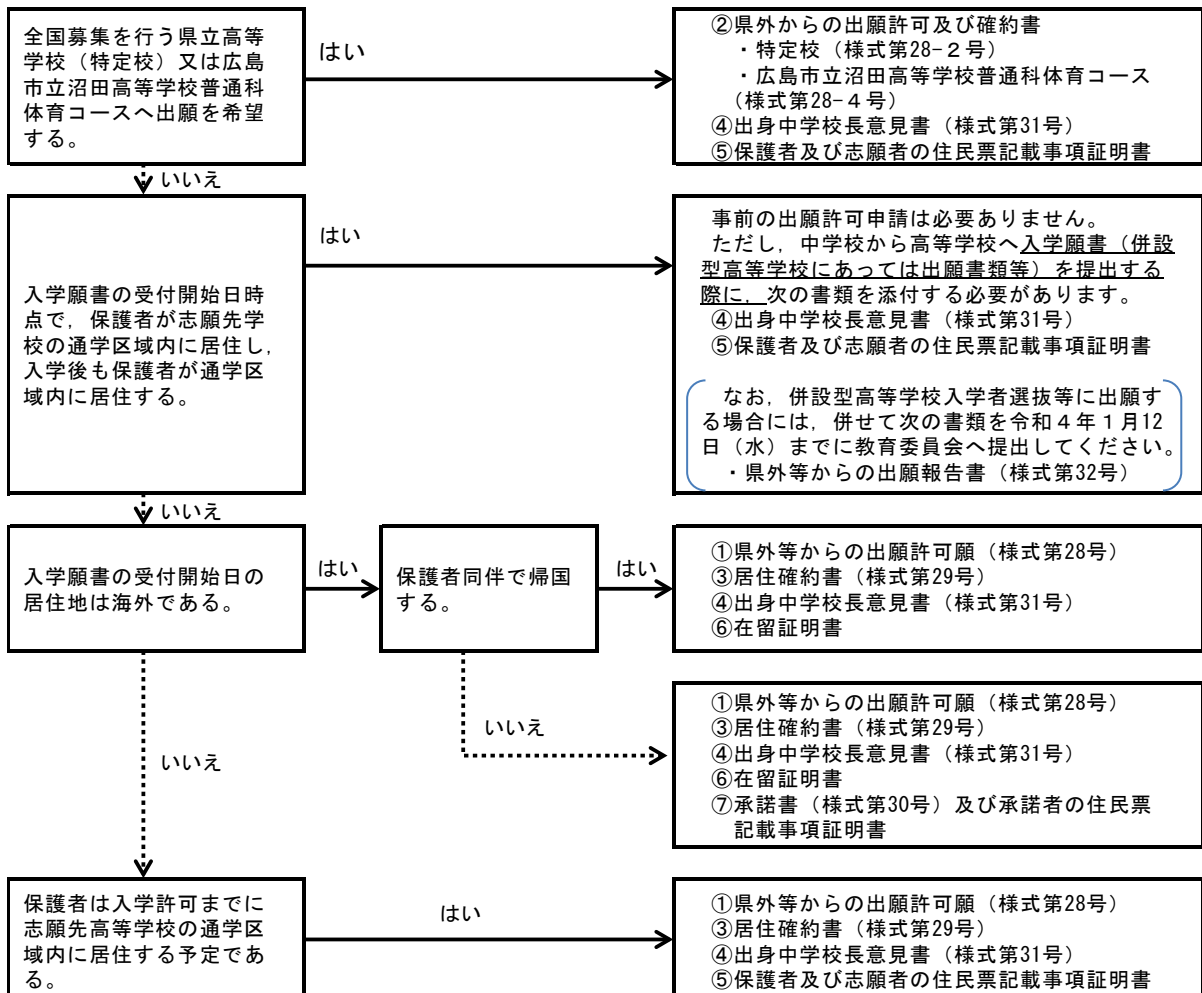 全国募集を行う県立高等
学校（特定校）又は広島
市立沼田高等学校普通科
体育コースへ出願を希望
する。
はい
②県外からの出願許可及び確約書
・特定校（様式第28-２号）
・広島市立沼田高等学校普通科体育コース
（様式第28-４号）
④出身中学校長意見書（様式第31号）
⑤保護者及び志願者の住民票記載事項証明書
いいえ
入学願書の受付開始日時
点で，保護者が志願先学
校の通学区域内に居住し，
入学後も保護者が通学区
域内に居住する。
はい
事前の出願許可申請は必要ありません。
ただし，中学校から高等学校へ入学願書（併設
型高等学校にあっては出願書類等）を提出する
際に，次の書類を添付する必要があります。
④出身中学校長意見書（様式第31号）
⑤保護者及び志願者の住民票記載事項証明書
なお，併設型高等学校入学者選抜等に出願す
る場合には，併せて次の書類を令和４年１月12
日（水）までに教育委員会へ提出してください。
・県外等からの出願報告書（様式第32号）
いいえ
入学願書の受付開始日の
居住地は海外である。
はい
保護者同伴で帰国
する。
はい
①県外等からの出願許可願（様式第28号）
③居住確約書（様式第29号）
④出身中学校長意見書（様式第31号）
⑥在留証明書
いいえ
①県外等からの出願許可願（様式第28号）
③居住確約書（様式第29号）
④出身中学校長意見書（様式第31号）
⑥在留証明書
⑦承諾書（様式第30号）及び承諾者の住民票
記載事項証明書
いいえ
保護者は入学許可までに
志願先高等学校の通学区
域内に居住する予定であ
る。
はい
①県外等からの出願許可願（様式第28号）
③居住確約書（様式第29号）
④出身中学校長意見書（様式第31号）
⑤保護者及び志願者の住民票記載事項証明書